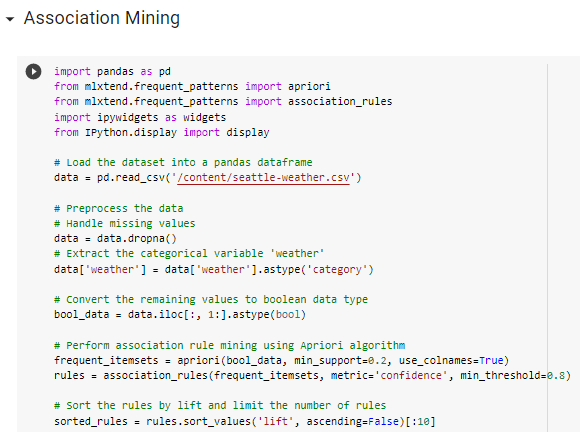 Association Mining
import pandas as pd
from mlxtend.frequent_patterns import apriori
from mlxtend.frequent_patterns import association_rules
import ipywidgets as widgets
from IPython.display import display
# Load the dataset into a pandas dataframe
data = pd.read_csv('/content/seattle-weather.csv')
# Preprocess the data
# Handle missing values
data = data.dropna()
# Extract the categorical variable 'weather'
data['weather'] = data['weather'].astype('category')
# Convert the remaining values to boolean data type
bool_data = data.iloc[:, 1:].astype(bool)
# Perform association rule mining using Apriori algorithm
frequent_itemsets = apriori(bool_data, min_support=0.2, use_colnames=True)
rules = association_rules(frequent_itemsets, metric='confidence', min_threshold=0.8)
# Sort the rules by lift and limit the number of rules
sorted_rules = rules.sort_values('lift', ascending=False)[:10]